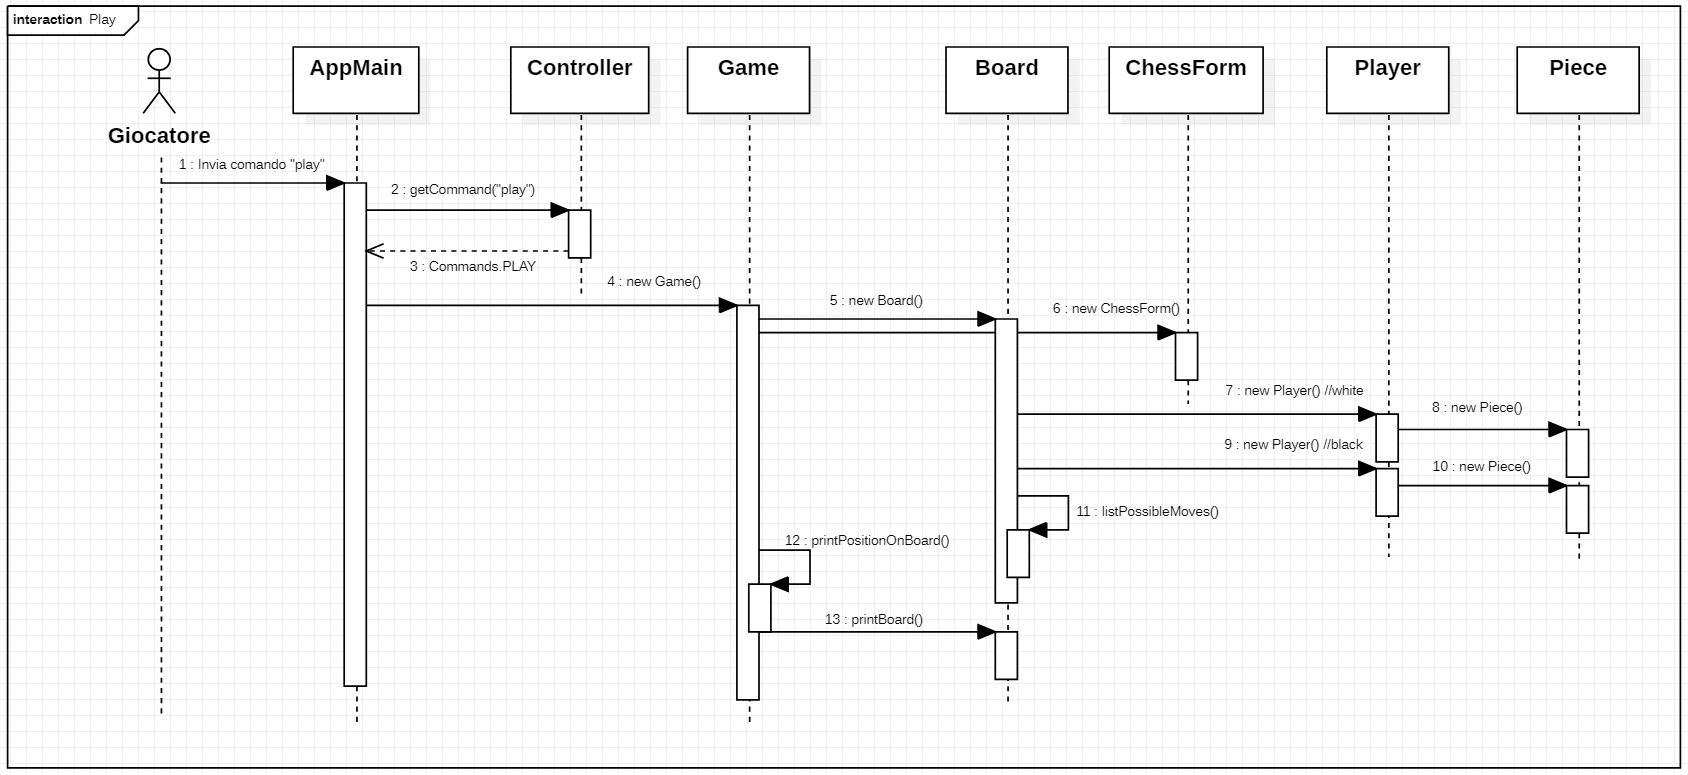 interaction Play
AppMain
Controller
Game
Board
ChessForm
Player
Piece
Giocatore
1 : Invia comando "play"
2 : getCommand("play")
3 : Commands.PLAY
4 : new Game()
5 : new Board()
6 : new ChessForm()
7 : new Player() //white
8 : new Piece()
9 : new Player() //black
10 : new Piece()
11 : listPossibleMoves()
12 : printPositionOnBoard()
13 : printBoard()